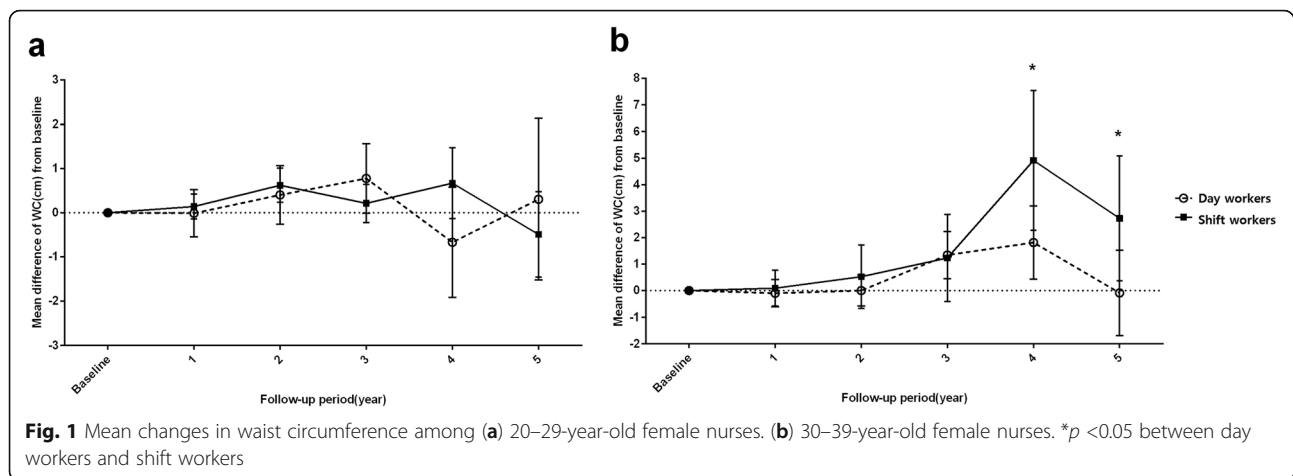 a
3
2
1
0
-1
-2
-3
Mean difference of WC(cm) from baseline
Baseline
1
2
3
4
5
Follow-up period(year)
b
8
7
6
5
4
3
2
1
0
-1
-2
Mean difference of WC(cm) from baseline
*
*
Baseline
1
2
3
4
5
Follow-up period(year)
Day workers
Shift workers
Fig. 1 Mean changes in waist circumference among (a) 20–29-year-old female nurses. (b) 30–39-year-old female nurses. *p <0.05 between day
workers and shift workers